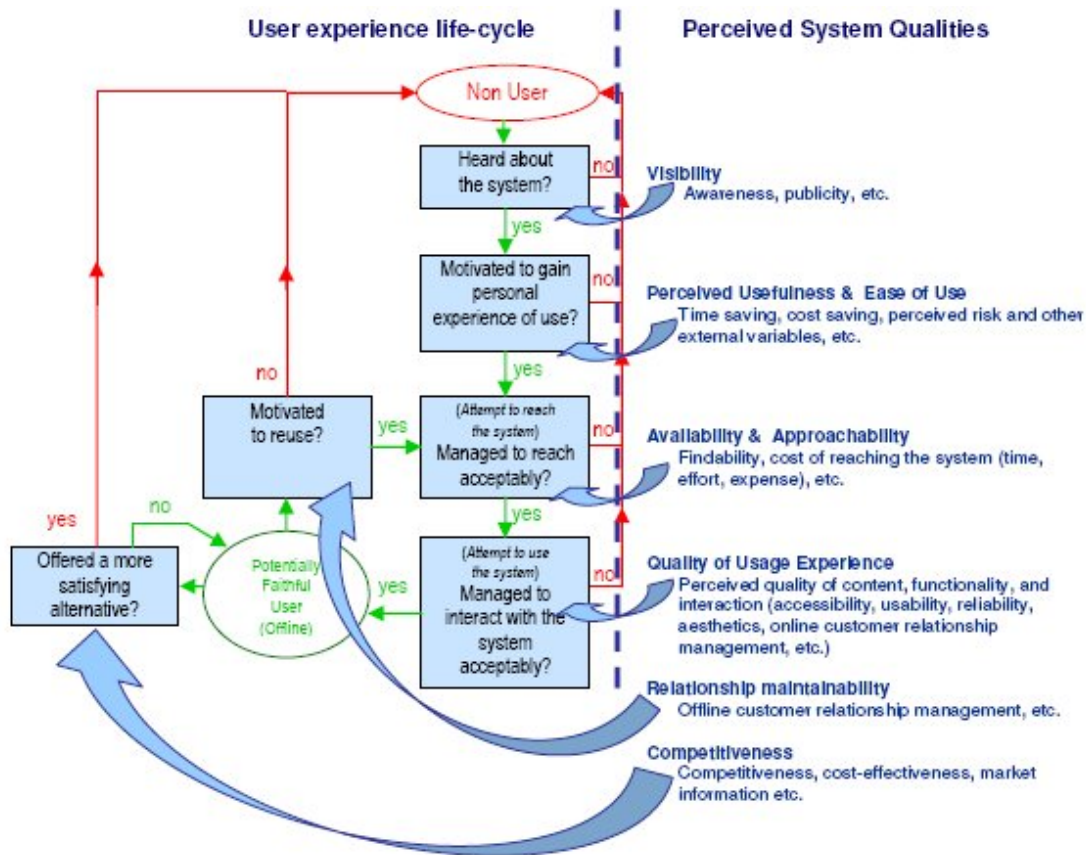 User experience life-cycle
Perceived System Qualities
Non User
Heard about
the system?
no
yes
Visibility
Awareness, publicity, etc.
Motivated to gain
personal
experience of use?
no
yes
Perceived Usefulness & Ease of Use
Time saving, cost saving, perceived risk and other
external variables, etc.
no
Motivated
to reuse?
yes
(Attempt to reach
the system)
Managed to reach
acceptably?
no
yes
Availability & Approachability
Findability, cost of reaching the system (time,
effort, expense), etc.
yes
no
Offered a more
satisfying
alternative?
Potentially
Faithful
User
(Offline)
yes
(Attempt to use
the system)
Managed to
interact with the
system
acceptably?
no
Quality of Usage Experience
Perceived quality of content, functionality, and
interaction (accessibility, usability, reliability,
aesthetics, online customer relationship
management, etc.)
Relationship maintainability
Offline customer relationship management, etc.
Competitiveness
Competitiveness, cost-effectiveness, market
information etc.